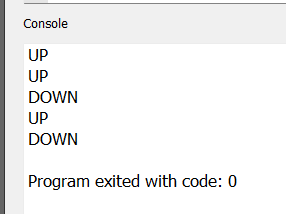 Console
UP
UP
DOWN
UP
DOWN
Program exited with code: 0